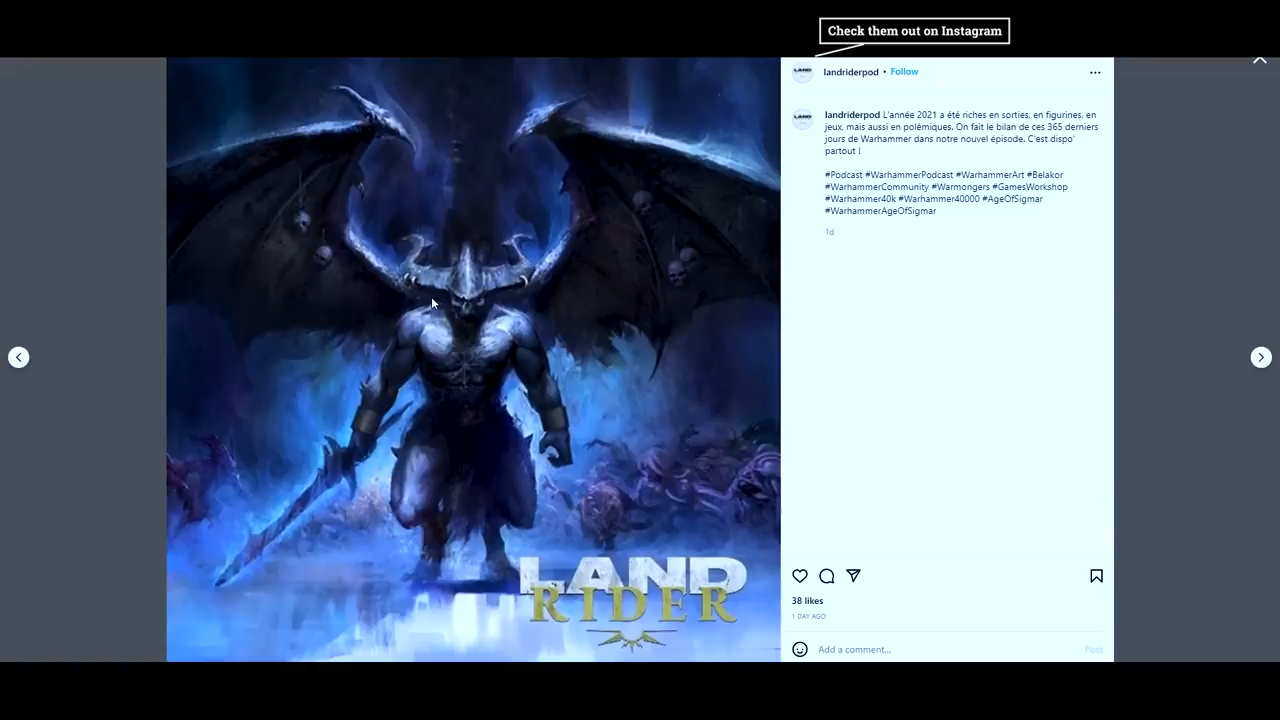 Check them out on Instagram
LAND
landriderpod • Follow
LAND
landriderpod L'année 2021 a été riches en sorties, en figurines, en
jeux, mais aussi en polémiques. On fait le bilan de ces 365 derniers
jours de Warhammer dans notre nouvel épisode. C'est dispo'
partout !
#Podcast #WarhammerPodcast #WarhammerArt #Belakor
#WarhammerCommunity #Warmongers #GamesWorkshop
#Warhammer40k #Warhammer40000 #AgeOfSigmar
#WarhammerAgeOfSigmar
1d
LAND
RIDER
38 likes
1 DAY AGO
Add a comment...
Post